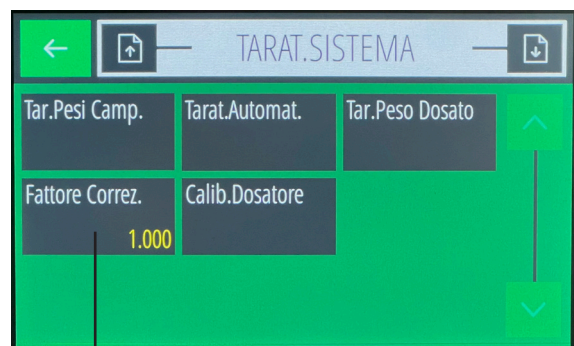 TARAT.SISTEMA
Tar.Pesi Camp.
Tarat.Automat.
Tar.Peso Dosato
Fattore Correz.
1.000
Calib.Dosatore